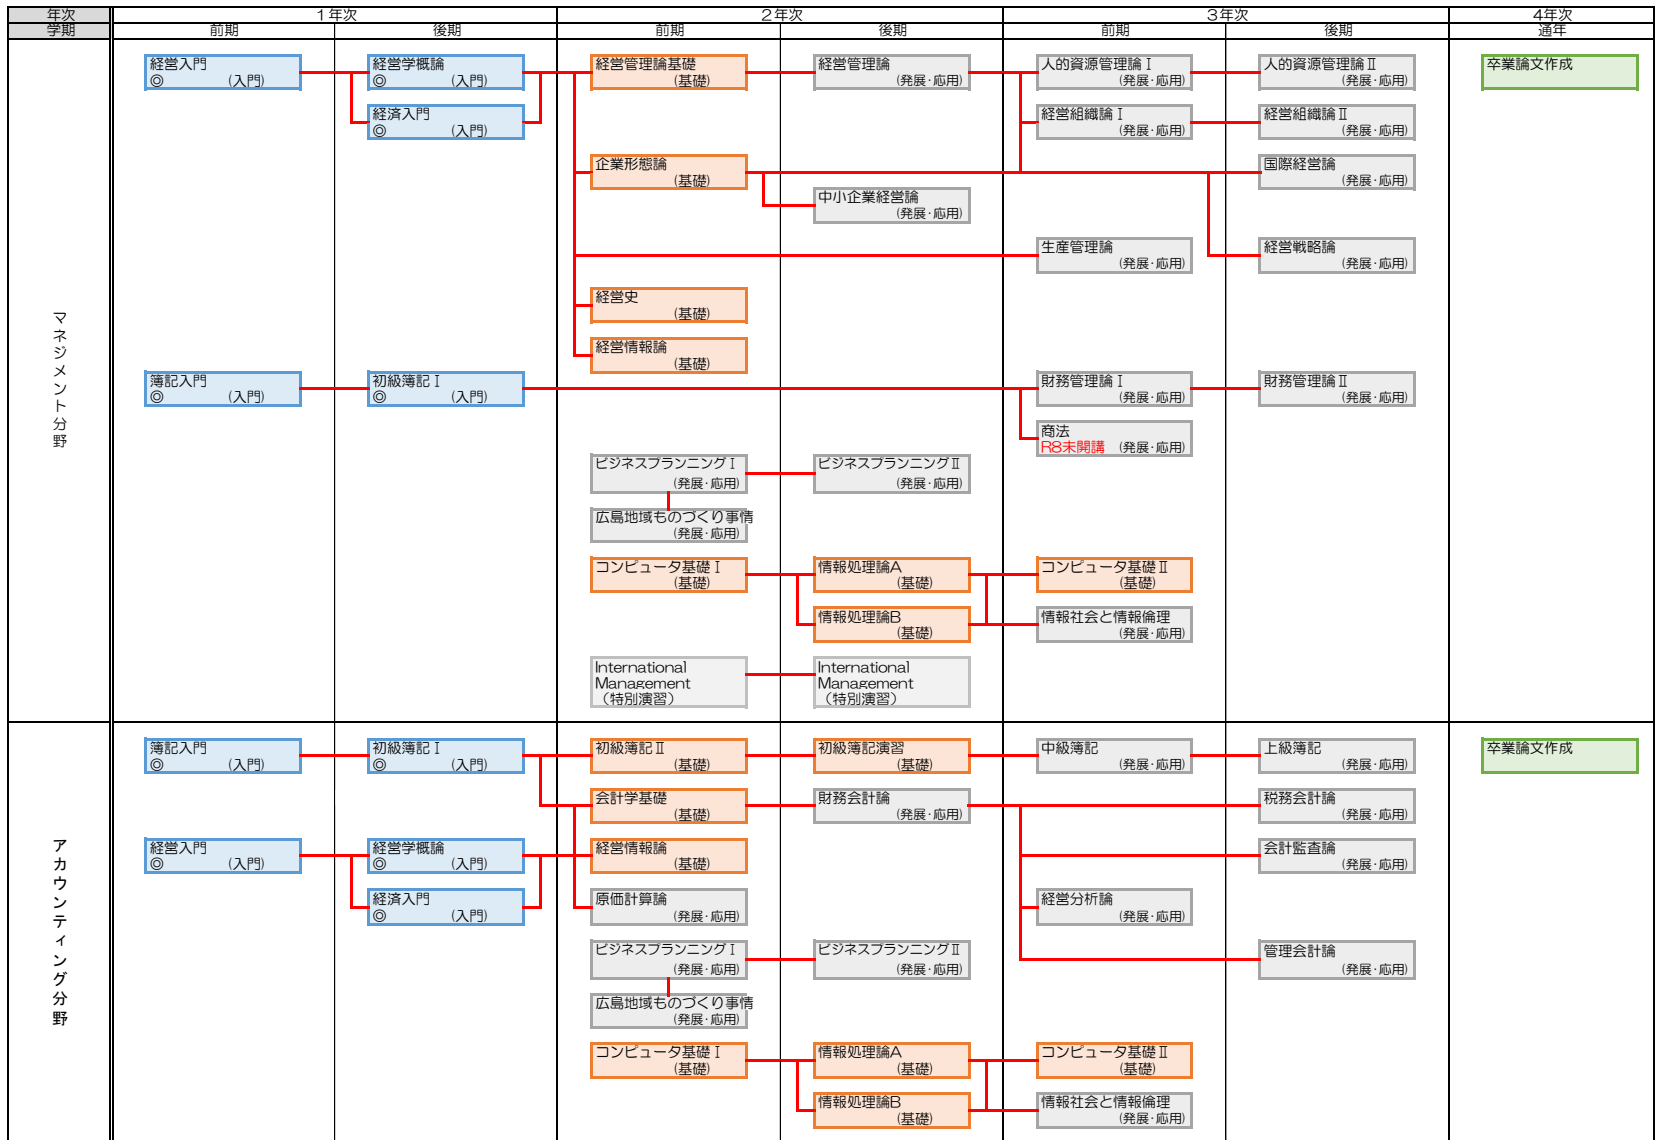 年次 1年次 2年次 3年次 4年次
学期 前期 後期 前期 後期 前期 後期 通年
マネジメント分野
経営入門 経営学概論 経営管理論基礎 経営管理論 人的資源管理論Ⅰ 人的資源管理論Ⅱ 卒業論文作成
◎ (入門) ◎ (入門) (基礎) (発展・応用) (発展・応用) (発展・応用)
経済入門 経営組織論Ⅰ 経営組織論Ⅱ
◎ (入門) (発展・応用) (発展・応用)
企業形態論 国際経営論
(基礎) (発展・応用)
中小企業経営論
(発展・応用)
生産管理論 経営戦略論
(発展・応用) (発展・応用)
経営史
(基礎)
経営情報論
(基礎)
簿記入門 初級簿記Ⅰ 財務管理論Ⅰ 財務管理論Ⅱ
◎ (入門) ◎ (入門) (発展・応用) (発展・応用)
商法
R8未開講 (発展・応用)
ビジネスプランニングⅠ ビジネスプランニングⅡ
(発展・応用) (発展・応用)
広島地域ものづくり事情
(発展・応用)
コンピュータ基礎Ⅰ 情報処理論A コンピュータ基礎Ⅱ
(基礎) (基礎) (基礎)
情報処理論B 情報社会と情報倫理
(基礎) (発展・応用)
International International
Management Management
（特別演習） （特別演習）
アカウンティング分野
簿記入門 初級簿記Ⅰ 初級簿記Ⅱ 初級簿記演習 中級簿記 上級簿記 卒業論文作成
◎ (入門) ◎ (入門) (基礎) (基礎) (発展・応用) (発展・応用)
会計学基礎 財務会計論 税務会計論
(基礎) (発展・応用) (発展・応用)
経営入門 経営学概論 経営情報論 会計監査論
◎ (入門) ◎ (入門) (基礎) (発展・応用)
経済入門 原価計算論 経営分析論
◎ (入門) (発展・応用) (発展・応用)
ビジネスプランニングⅠ ビジネスプランニングⅡ 管理会計論
(発展・応用) (発展・応用) (発展・応用)
広島地域ものづくり事情
(発展・応用)
コンピュータ基礎Ⅰ 情報処理論A コンピュータ基礎Ⅱ
(基礎) (基礎) (基礎)
情報処理論B 情報社会と情報倫理
(基礎) (発展・応用)